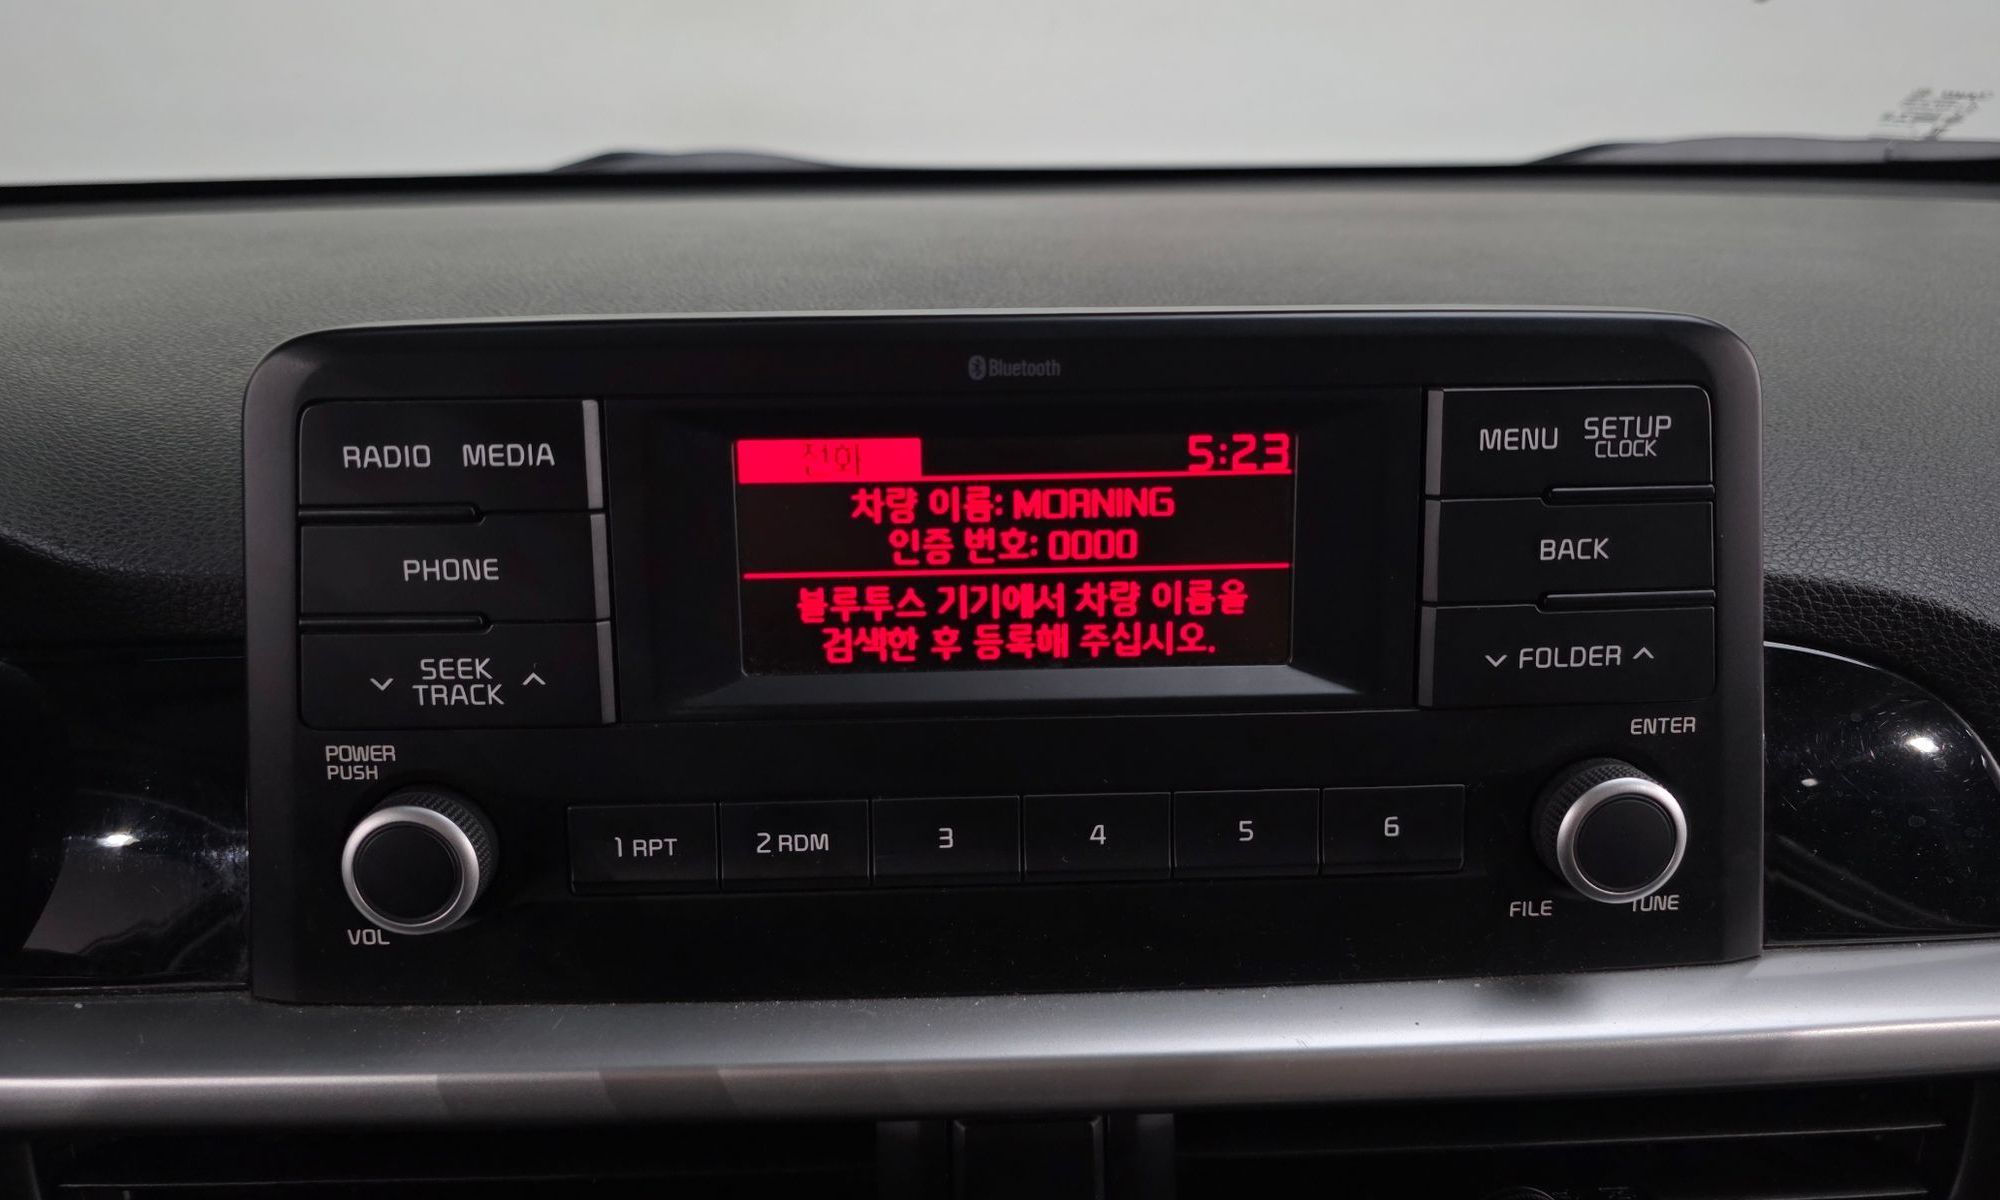 Bluetooth
RADIO MEDIA
PHONE
SEEK
TRACK
전화 5:23
차량 이름: MORNING
인증 번호: 0000
블루투스 기기에서 차량 이름을
검색한 후 등록해 주십시오.
MENU SETUP
CLOCK
BACK
FOLDER
POWER
PUSH
VOL
1 RPT 2 RDM 3 4 5 6
ENTER
FILE TUNE